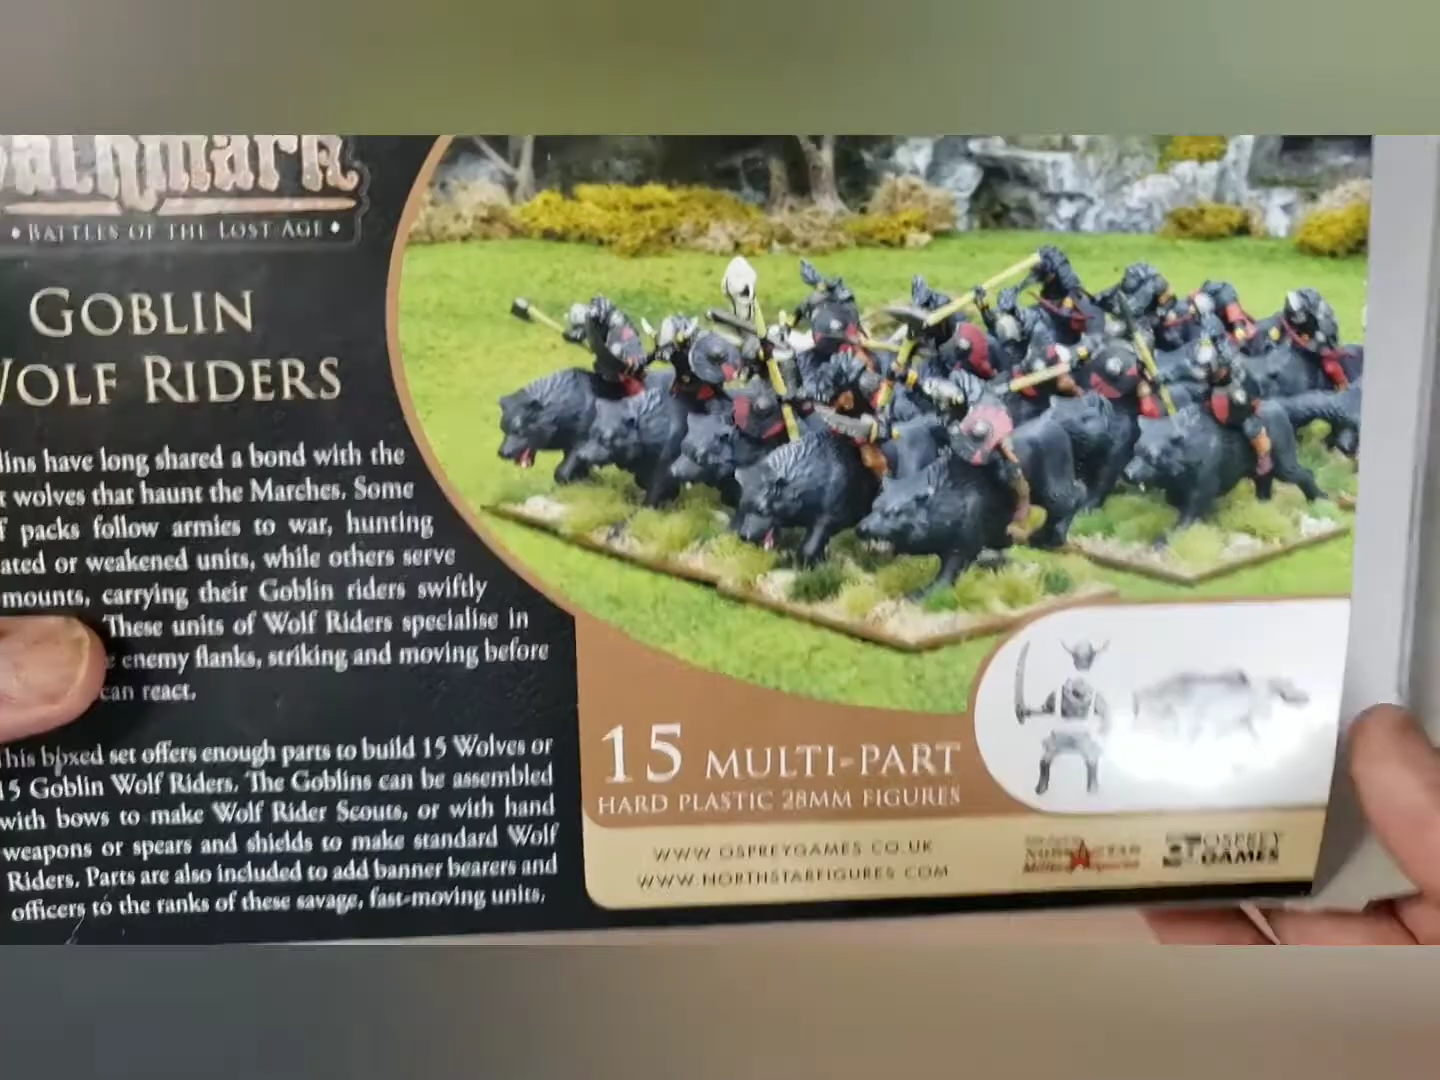 • BATTLES OF THE LOST AGE •
GOBLIN
WOLF RIDERS
lins have long shared a bond with the
wolves that haunt the Marches. Some
packs follow armies to war, hunting
ated or weakened units, while others serve
mounts, carrying their Goblin riders swiftly
These units of Wolf Riders specialise in
enemy flanks, striking and moving before
can react.
This boxed set offers enough parts to build 15 Wolves or
15 Goblin Wolf Riders. The Goblins can be assembled
with bows to make Wolf Rider Scouts, or with hand
weapons or spears and shields to make standard Wolf
Riders. Parts are also included to add banner bearers and
officers to the ranks of these savage, fast-moving units.
15 MULTI-PART
HARD PLASTIC 28MM FIGURES
WWW.OSPREYGAMES.CO.UK
WWW.NORTHSTARFIGURES.COM
OSPREY
GAMES